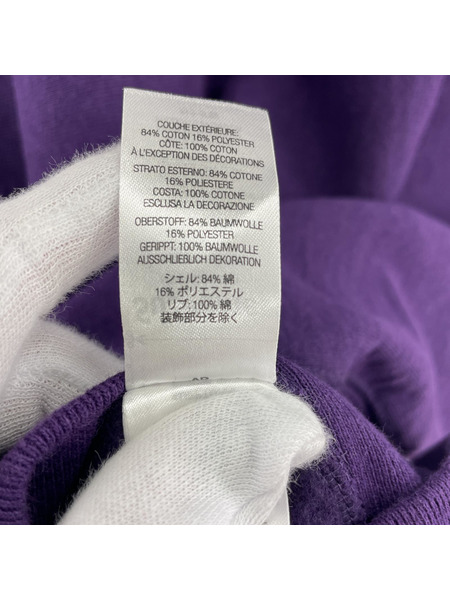 COUCHE EXTÉRIEURE:
84% COTON 16% POLYESTER
CÔTE: 100% COTON
À L'EXCEPTION DES DÉCORATIONS
STRATO ESTERNO: 84% COTONE
16% POLIESTERE
COSTA: 100% COTONE
ESCLUSA LA DECORAZIONE
OBERSTOFF: 84% BAUMWOLLE
16% POLYESTER
GERIPPT: 100% BAUMWOLLE
AUSSCHLIEßLICH DEKORATION
シェル: 84% 綿
16% ポリエステル
リブ: 100% 綿
装飾部分を除く